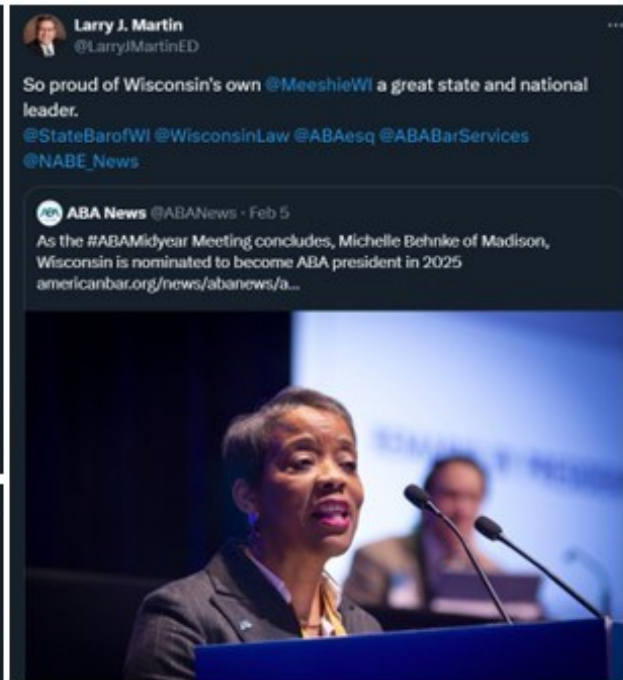 Larry J. Martin
@LarryJMartinED
So proud of Wisconsin's own @MeeshieWI a great state and national
leader.
@StateBarofWI @WisconsinLaw @ABAesq @ABABarServices
@NABE_News
ABA
ABA News @ABANews · Feb 5
As the #ABAMidyear Meeting concludes, Michelle Behnke of Madison,
Wisconsin is nominated to become ABA president in 2025
americanbar.org/news/abanews/a...